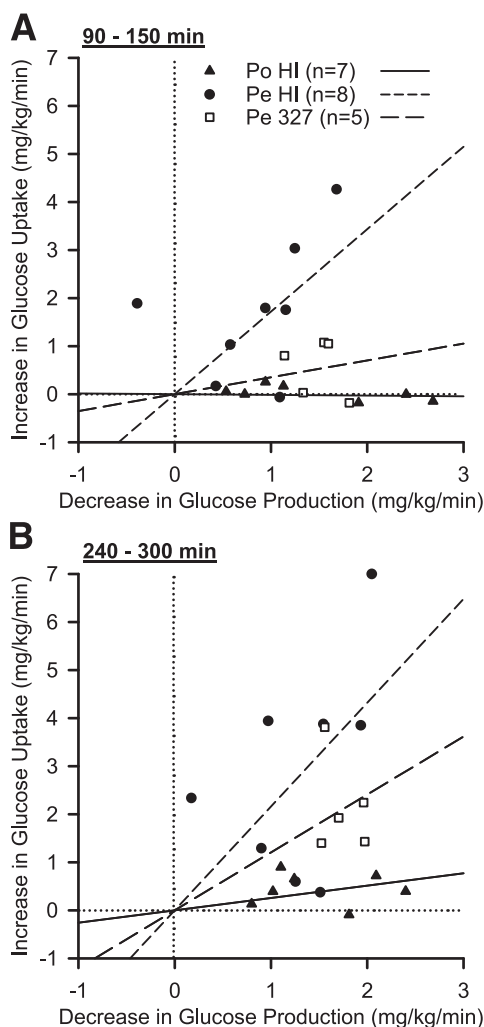 A
90 - 150 min
7
6
5
4
3
2
1
0
-1
Increase in Glucose Uptake (mg/kg/min)
Po HI (n=7)
Pe HI (n=8)
Pe 327 (n=5)
-1 0 1 2 3
Decrease in Glucose Production (mg/kg/min)
B
240 - 300 min
7
6
5
4
3
2
1
0
-1
Increase in Glucose Uptake (mg/kg/min)
-1 0 1 2 3
Decrease in Glucose Production (mg/kg/min)